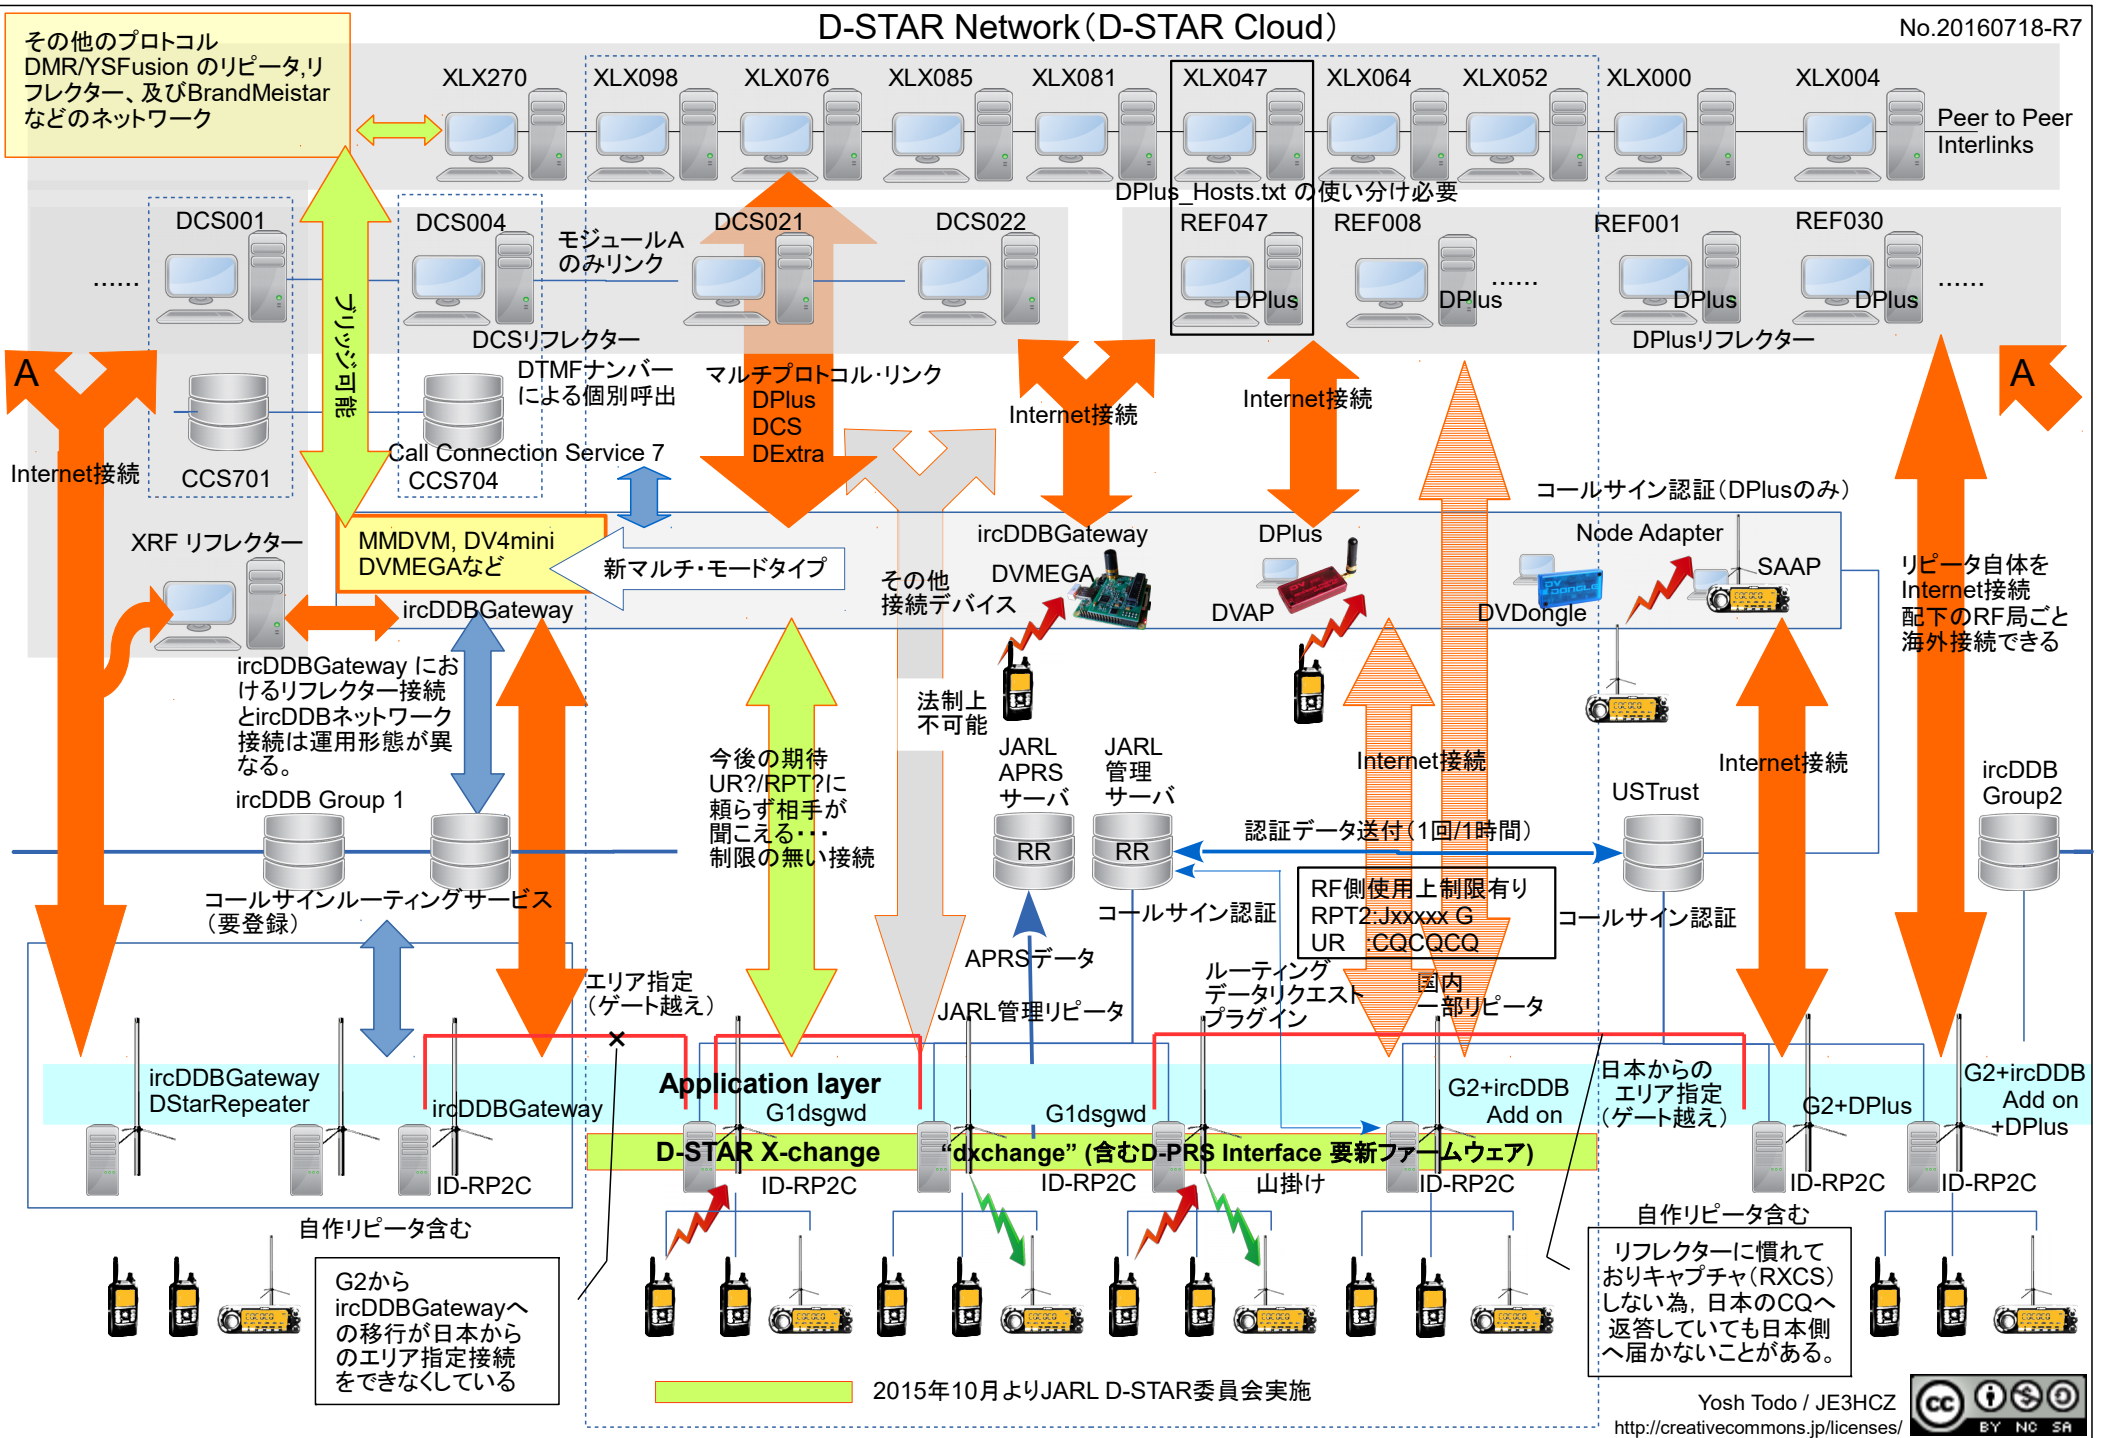 D-STAR Network(D-STAR Cloud)
No.20160718-R7
その他のプロトコル
DMR/YSFusion のリピータ,リ
フレクター、及びBrandMeistar
などのネットワーク
XLX270
XLX098
XLX076
XLX085
XLX081
XLX047
XLX064
XLX052
XLX000
XLX004
Peer to Peer
Interlinks
DPlus_Hosts.txt の使い分け必要
DCS001
DCS004
モジュールA
のみリンク
DCS021
DCS022
REF047
REF008
REF001
REF030
......
......
......
DPlus
DPlus
DPlus
DPlus
ブリッジ可能
DCSリフレクター
DPlusリフレクター
A
A
DTMFナンバー
による個別呼出
マルチプロトコル・リンク
DPlus
DCS
DExtra
Internet接続
Internet接続
Internet接続
CCS701
Call Connection Service 7
CCS704
コールサイン認証(DPlusのみ)
XRF リフレクター
MMDVM, DV4mini
DVMEGAなど
新マルチ・モードタイプ
ircDDBGateway
その他
接続デバイス
ircDDBGateway
DVMEGA
DPlus
DVAP
DVDongle
Node Adapter
SAAP
リピータ自体を
Internet接続
配下のRF局ごと
海外接続できる
ircDDBGateway にお
けるリフレクター接続
とircDDBネットワーク
接続は運用形態が異
なる。
法制上
不可能
今後の期待
UR?/RPT?に
頼らず相手が
聞こえる・・・
制限の無い接続
JARL
APRS
サーバ
RR
JARL
管理
サーバ
RR
Internet接続
Internet接続
USTrust
ircDDB
Group2
ircDDB Group 1
認証データ送付(1回/1時間)
コールサインルーティングサービス
(要登録)
コールサイン認証
RF側使用上制限有り
RPT2:Jxxxxx G
UR :CQCQCQ
コールサイン認証
エリア指定
(ゲート越え)
APRSデータ
JARL管理リピータ
ルーティング
データリクエスト
プラグイン
国内
一部リピータ
ircDDBGateway
DStarRepeater
ircDDBGateway
Application layer
G1dsgwd
G1dsgwd
G2+ircDDB
Add on
日本からの
エリア指定
(ゲート越え)
G2+DPlus
G2+ircDDB
Add on
+DPlus
D-STAR X-change
“dxchange” (含むD-PRS Interface 要新ファームウェア)
ID-RP2C
ID-RP2C
ID-RP2C
山掛け
ID-RP2C
ID-RP2C
ID-RP2C
自作リピータ含む
自作リピータ含む
G2から
ircDDBGatewayへ
の移行が日本から
のエリア指定接続
をできなくしている
リフレクターに慣れて
おりキャプチャ(RXCS)
しない為, 日本のCQへ
返答していても日本側
へ届かないことがある。
2015年10月よりJARL D-STAR委員会実施
Yosh Todo / JE3HCZ
http://creativecommons.jp/licenses/
cc
BY NC SA